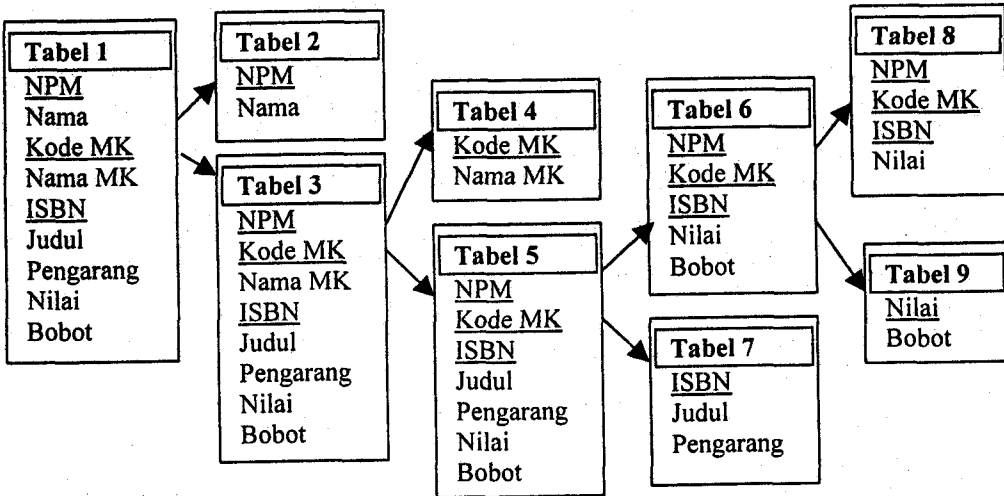 Tabel 1
NPM
Nama
Kode MK
Nama MK
ISBN
Judul
Pengarang
Nilai
Bobot
Tabel 2
NPM
Nama
Tabel 3
NPM
Kode MK
Nama MK
ISBN
Judul
Pengarang
Nilai
Bobot
Tabel 4
Kode MK
Nama MK
Tabel 5
NPM
Kode MK
ISBN
Judul
Pengarang
Nilai
Bobot
Tabel 6
NPM
Kode MK
ISBN
Nilai
Bobot
Tabel 7
ISBN
Judul
Pengarang
Tabel 8
NPM
Kode MK
ISBN
Nilai
Tabel 9
Nilai
Bobot